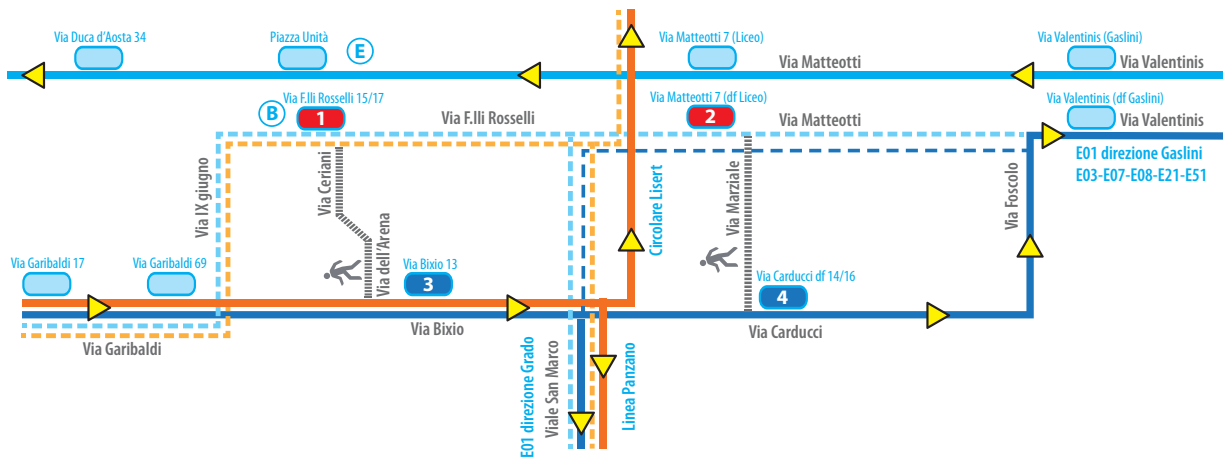 Via Duca d'Aosta 34
Piazza Unità
E
Via Matteotti 7 (Liceo)
Via Matteotti
Via Valentinis (Gaslini)
Via Valentinis
B
Via F.lli Rosselli 15/17
1
Via F.lli Rosselli
Via Matteotti 7 (df Liceo)
2
Via Matteotti
Via Valentinis (df Gaslini)
Via Valentinis
E01 direzione Gaslini
E03-E07-E08-E21-E51
Via IX giugno
Via Ceriani
Via dell'Arena
Circolare Lisert
Via Marziale
Via Foscolo
Via Garibaldi 17
Via Garibaldi 69
Via Bixio 13
3
Via Carducci df 14/16
4
Via Garibaldi
Via Bixio
Via Carducci
E01 direzione Grado
Viale San Marco
Linea Panzano